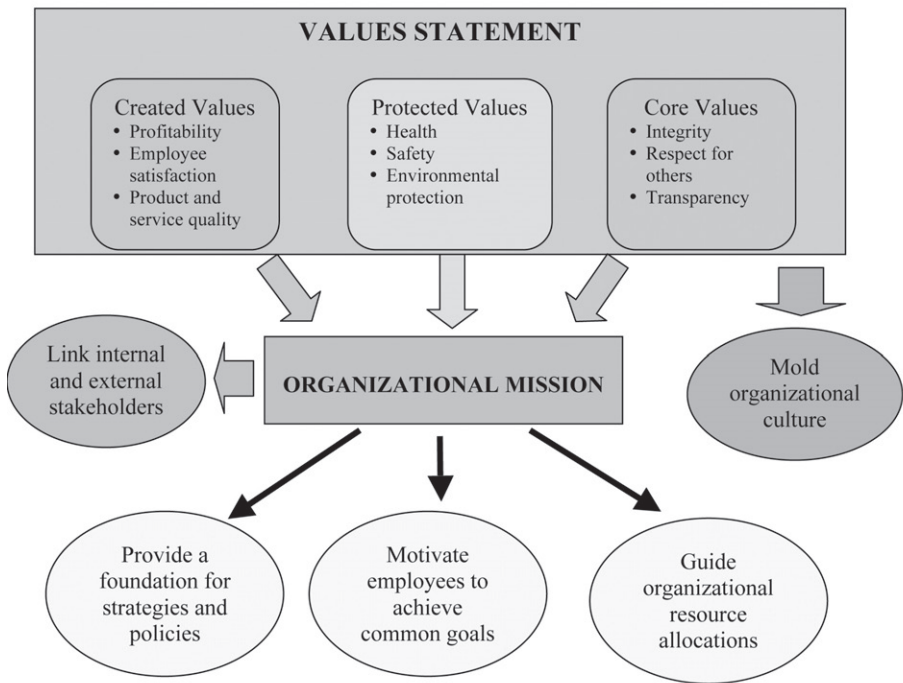 VALUES STATEMENT
Created Values
• Profitability
• Employee
satisfaction
• Product and
service quality
Protected Values
• Health
• Safety
• Environmental
protection
Core Values
• Integrity
• Respect for
others
• Transparency
Link internal
and external
stakeholders
ORGANIZATIONAL MISSION
Mold
organizational
culture
Provide a
foundation for
strategies and
policies
Motivate
employees to
achieve
common goals
Guide
organizational
resource
allocations